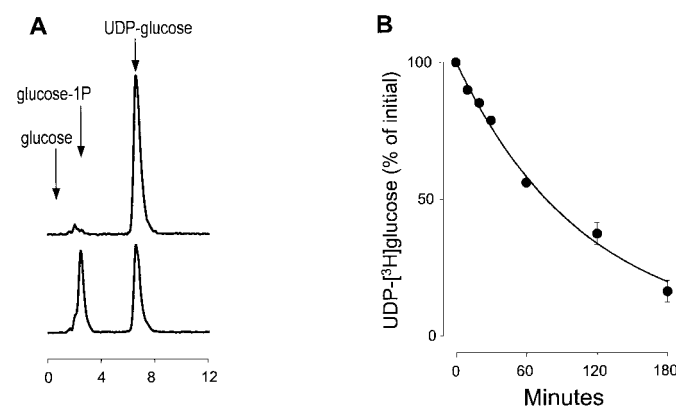 A
UDP-glucose
glucose-1P
glucose
0 4 8 12
B
UDP-[³H]glucose (% of initial)
100
50
0
0 60 120 180
Minutes